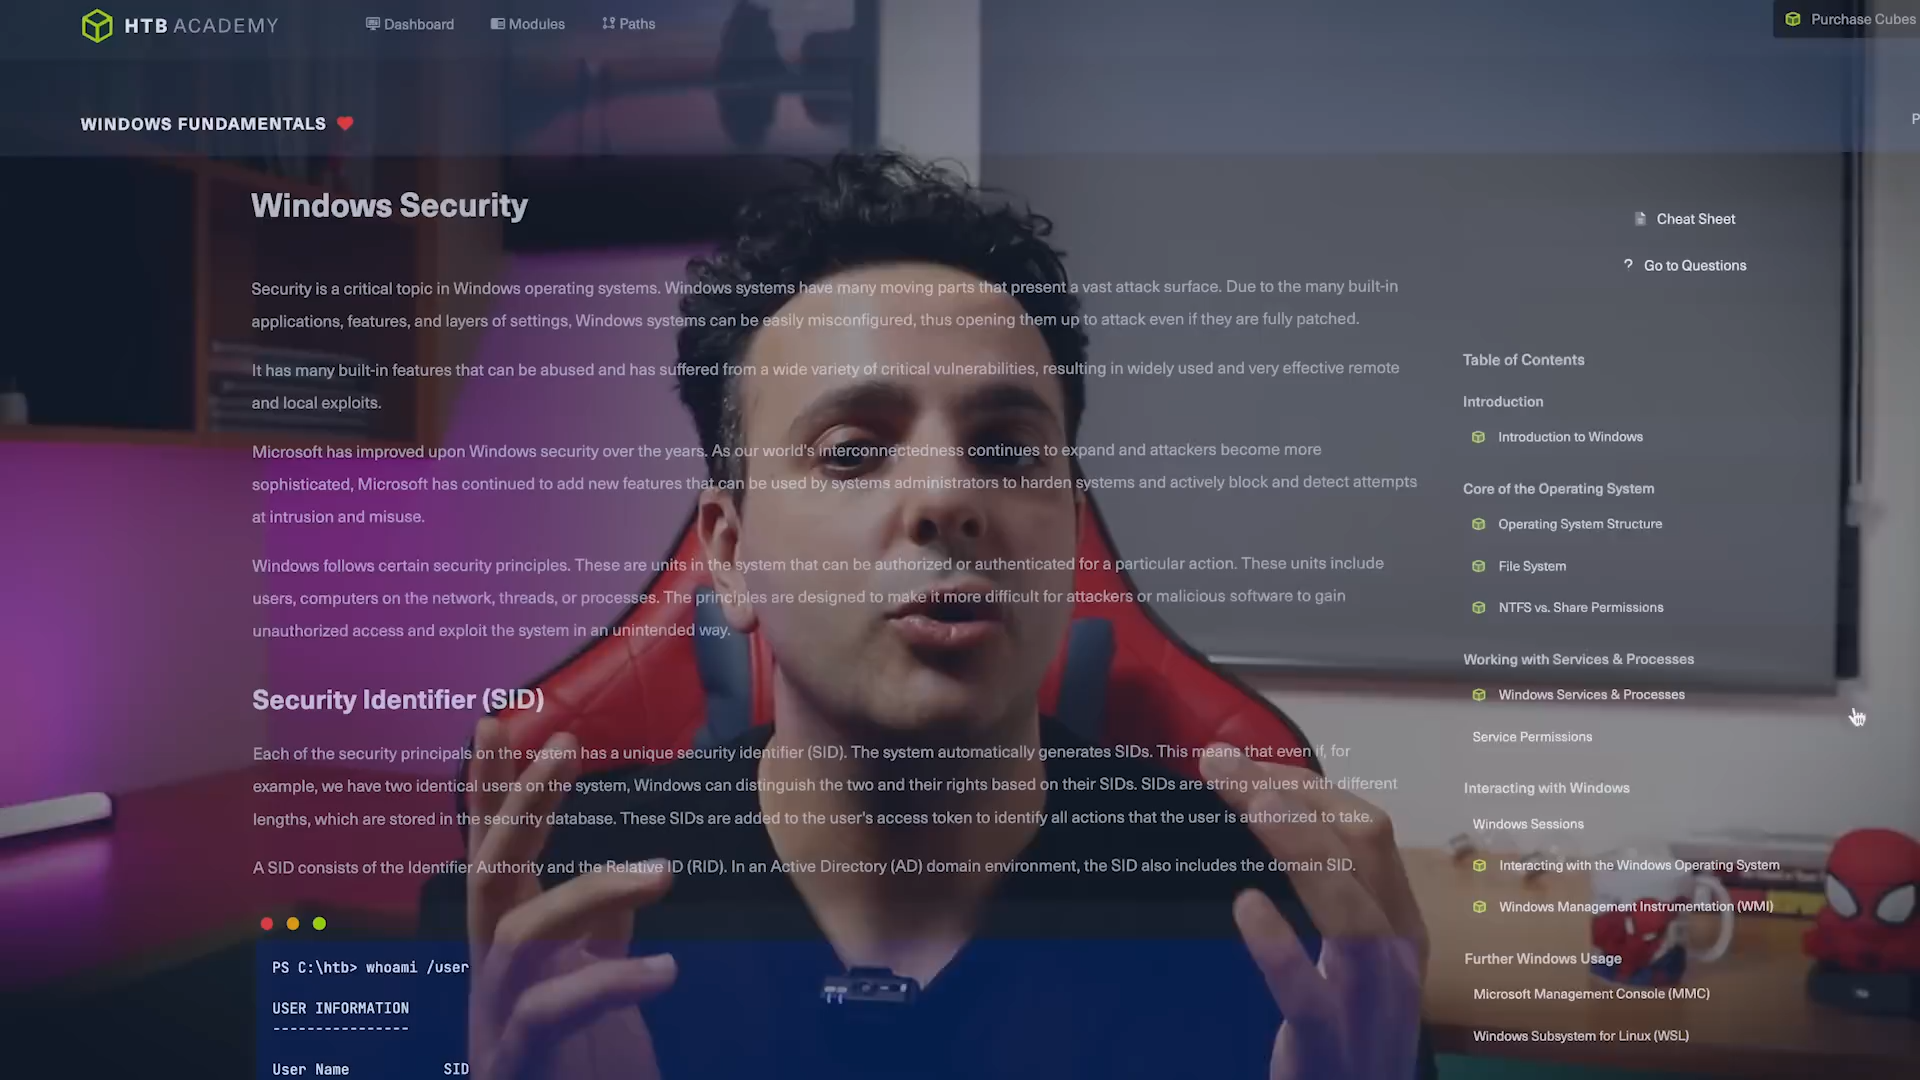 HTB ACADEMY
Dashboard
Modules
Paths
Purchase Cubes
WINDOWS FUNDAMENTALS
P
Windows Security
Security is a critical topic in Windows operating systems. Windows systems have many moving parts that present a vast attack surface. Due to the many built-in
applications, features, and layers of settings, Windows systems can be easily misconfigured, thus opening them up to attack even if they are fully patched.
It has many built-in features that can be abused and has suffered from a wide variety of critical vulnerabilities, resulting in widely used and very effective remote
and local exploits.
Microsoft has improved upon Windows security over the years. As our world's interconnectedness continues to expand and attackers become more
sophisticated, Microsoft has continued to add new features that can be used by systems administrators to harden systems and actively block and detect attempts
at intrusion and misuse.
Windows follows certain security principles. These are units in the system that can be authorized or authenticated for a particular action. These units include
users, computers on the network, threads, or processes. The principles are designed to make it more difficult for attackers or malicious software to gain
unauthorized access and exploit the system in an unintended way.
Security Identifier (SID)
Each of the security principals on the system has a unique security identifier (SID). The system automatically generates SIDs. This means that even if, for
example, we have two identical users on the system, Windows can distinguish the two and their rights based on their SIDs. SIDs are string values with different
lengths, which are stored in the security database. These SIDs are added to the user's access token to identify all actions that the user is authorized to take.
A SID consists of the Identifier Authority and the Relative ID (RID). In an Active Directory (AD) domain environment, the SID also includes the domain SID.
PS C:\htb> whoami /user
USER INFORMATION
----------------
User Name SID
Cheat Sheet
? Go to Questions
Table of Contents
Introduction
Introduction to Windows
Core of the Operating System
Operating System Structure
File System
NTFS vs. Share Permissions
Working with Services & Processes
Windows Services & Processes
Service Permissions
Interacting with Windows
Windows Sessions
Interacting with the Windows Operating System
Windows Management Instrumentation (WMI)
Further Windows Usage
Microsoft Management Console (MMC)
Windows Subsystem for Linux (WSL)